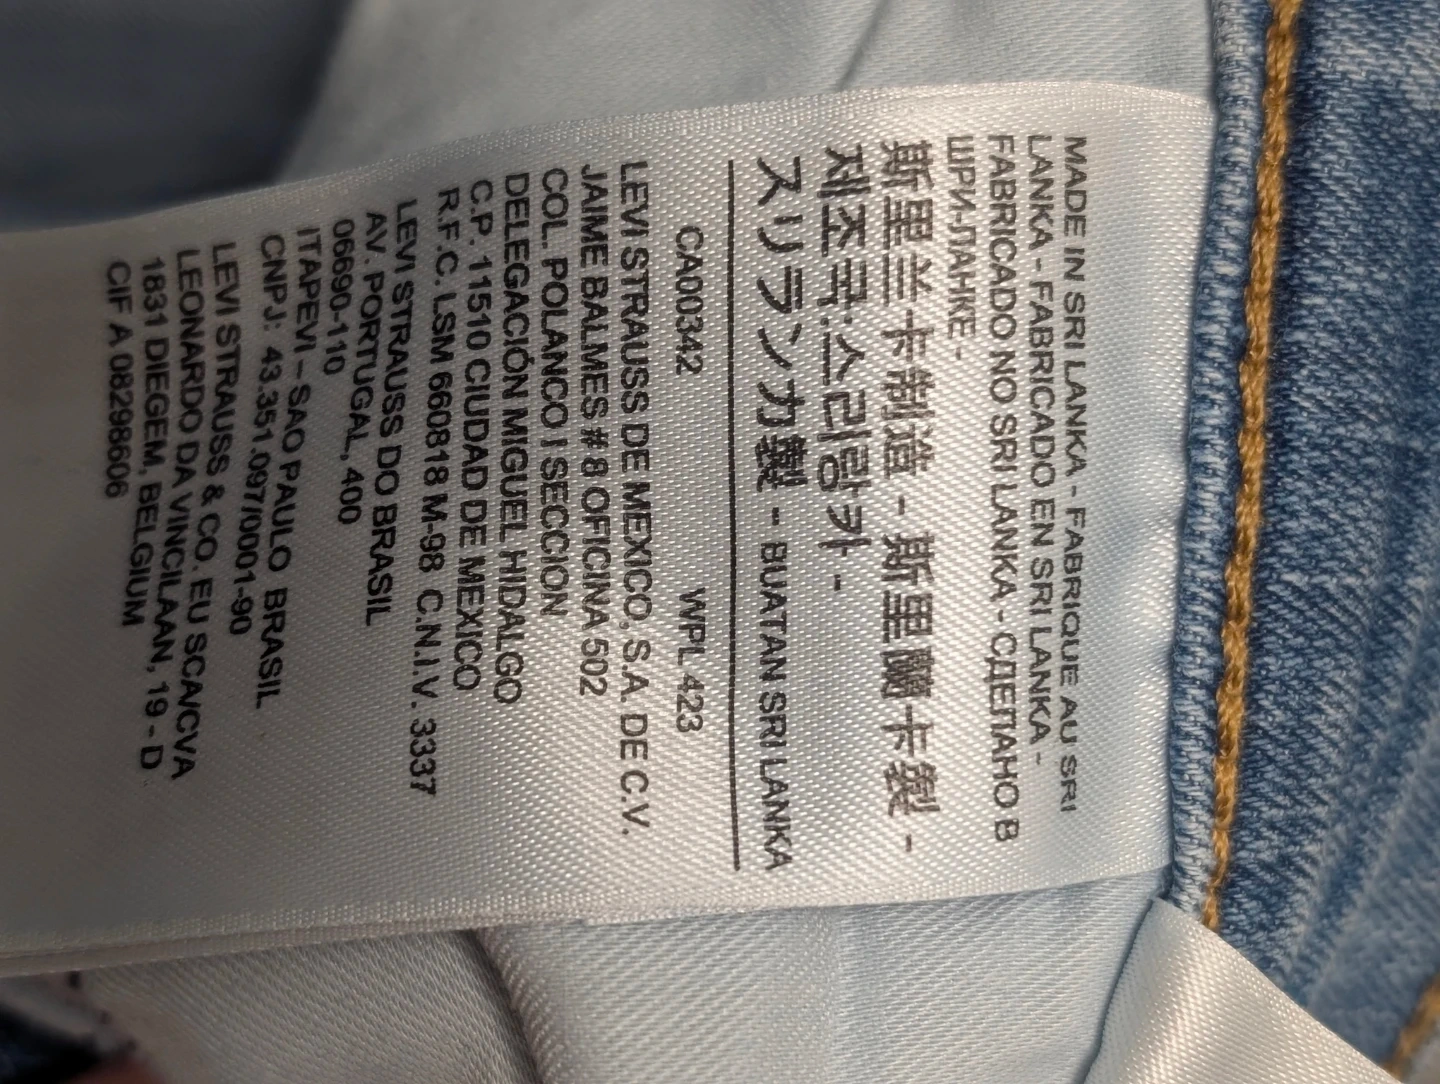 MADE IN SRI LANKA - FABRIQUE AU SRI
LANKA - FABRICADO EN SRI LANKA -
FABRICADO NO SRI LANKA - СДЕЛАНО В
ШРИ-ЛАНКЕ -
斯里兰卡制造 - 斯里蘭卡製 -
제조국:스리랑카 -
スリランカ製 - BUATAN SRI LANKA
CA00342 WPL 423
LEVI STRAUSS DE MEXICO, S.A. DE C.V.
JAIME BALMES # 8 OFICINA 502
COL. POLANCO I SECCION
DELEGACIÓN MIGUEL HIDALGO
C.P. 11510 CIUDAD DE MEXICO
R.F.C. LSM 660818 M-98 C.N.I.V. 3337
LEVI STRAUSS DO BRASIL
AV. PORTUGAL, 400
06690-110
ITAPEVI – SAO PAULO BRASIL
CNPJ: 43.351.097/0001-90
LEVI STRAUSS & CO. EU SCA/CVA
LEONARDO DA VINCILAAN, 19 - D
1831 DIEGEM, BELGIUM
CIF A 08298606